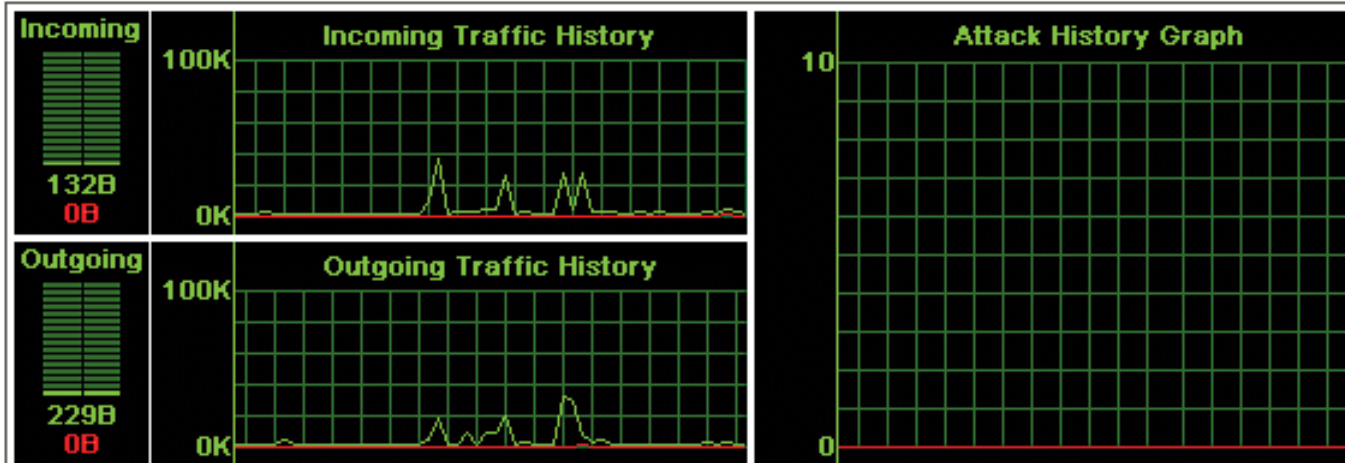 Incoming
132B
0B
Incoming Traffic History
100K
0K
Outgoing
229B
0B
Outgoing Traffic History
100K
0K
Attack History Graph
10
0